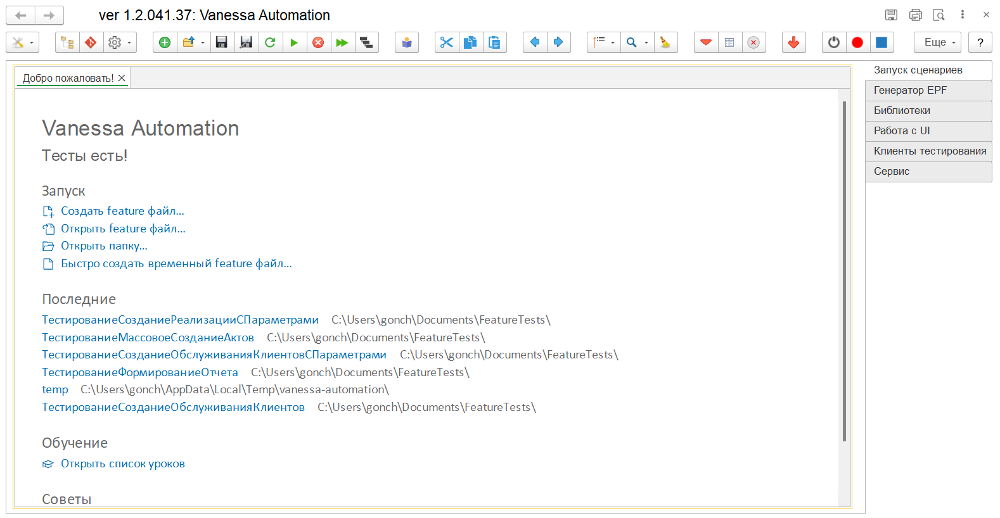 ver 1.2.041.37: Vanessa Automation
Еще
?
Добро пожаловать!
Vanessa Automation
Тесты есть!
Запуск
Создать feature файл...
Открыть feature файл...
Открыть папку...
Быстро создать временный feature файл...
Последние
ТестированиеСозданиеРеализацииСПараметрами C:\Users\gonch\Documents\FeatureTests\
ТестированиеМассовоеСозданиеАктов C:\Users\gonch\Documents\FeatureTests\
ТестированиеСозданиеОбслуживанияКлиентовСПараметрами C:\Users\gonch\Documents\FeatureTests\
ТестированиеФормированиеОтчета C:\Users\gonch\Documents\FeatureTests\
temp C:\Users\gonch\AppData\Local\Temp\vanessa-automation\
ТестированиеСозданиеОбслуживанияКлиентов C:\Users\gonch\Documents\FeatureTests\
Обучение
Открыть список уроков
Советы
Запуск сценариев
Генератор EPF
Библиотеки
Работа с UI
Клиенты тестирования
Сервис